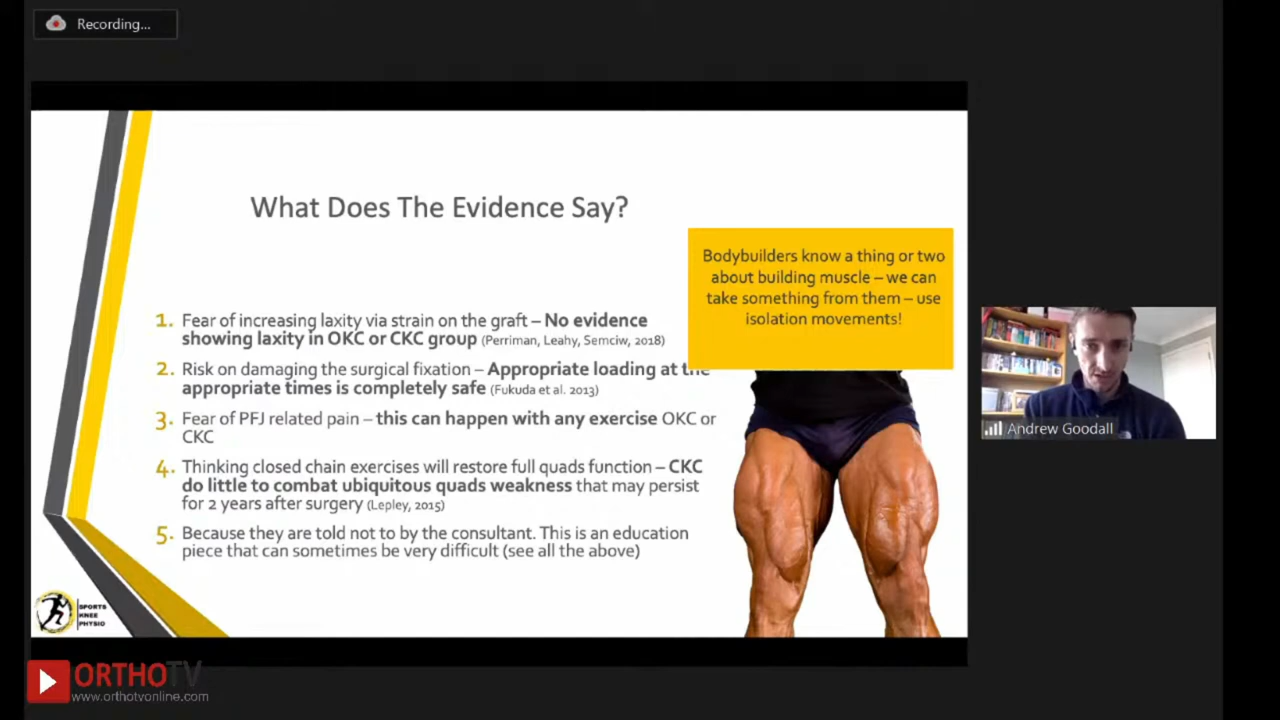 Recording...
What Does The Evidence Say?
Bodybuilders know a thing or two
about building muscle – we can
take something from them – use
isolation movements!
1. Fear of increasing laxity via strain on the graft – No evidence
showing laxity in OKC or CKC group (Perriman, Leahy, Semciw, 2018)
2. Risk on damaging the surgical fixation – Appropriate loading at the
appropriate times is completely safe (Fukuda et al. 2013)
3. Fear of PFJ related pain – this can happen with any exercise OKC or
CKC
4. Thinking closed chain exercises will restore full quads function – CKC
do little to combat ubiquitous quads weakness that may persist
for 2 years after surgery (Lepley, 2015)
5. Because they are told not to by the consultant. This is an education
piece that can sometimes be very difficult (see all the above)
Andrew Goodall
SPORTS
KNEE
PHYSIO
ORTHOTV
www.orthotvonline.com